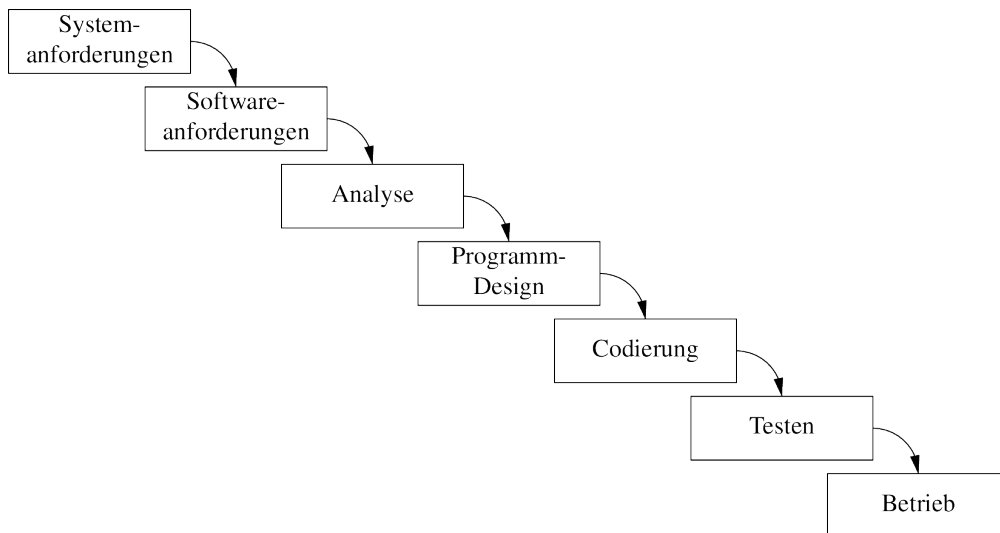 System-
anforderungen
Software-
anforderungen
Analyse
Programm-
Design
Codierung
Testen
Betrieb